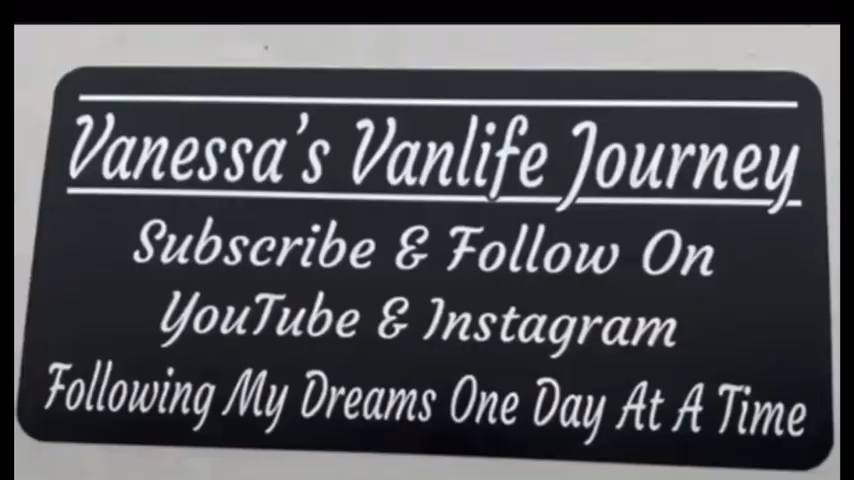 Vanessa's Vanlife Journey
Subscribe & Follow On
YouTube & Instagram
Following My Dreams One Day At A Time